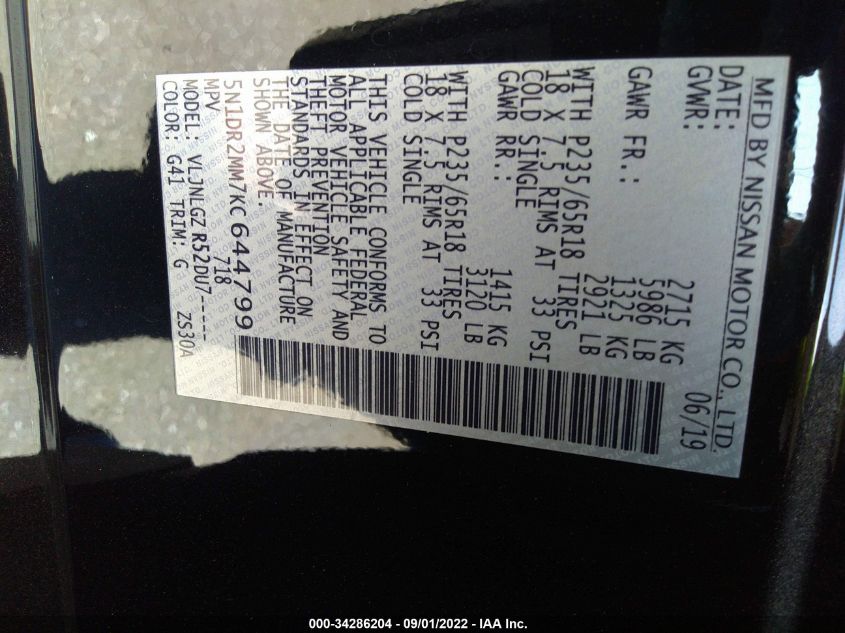 MFD BY NISSAN MOTOR CO., LTD.
DATE: 06/19
GVWR: 2715 KG
5986 LB
GAWR FR.: 1325 KG
2921 LB
WITH P235/65R18 TIRES
18 X 7.5 RIMS AT 33 PSI
COLD SINGLE
GAWR RR.: 1415 KG
3120 LB
WITH P235/65R18 TIRES
18 X 7.5 RIMS AT 33 PSI
COLD SINGLE
THIS VEHICLE CONFORMS TO
ALL APPLICABLE FEDERAL
MOTOR VEHICLE SAFETY AND
THEFT PREVENTION
STANDARDS IN EFFECT ON
THE DATE OF MANUFACTURE
SHOWN ABOVE.
5N1DR2MM7KC644799
MPV 718
MODEL: VLJNLGZ R52DU7-----
COLOR: G41 TRIM: G ZS30A
000-34286204 - 09/01/2022 - IAA Inc.